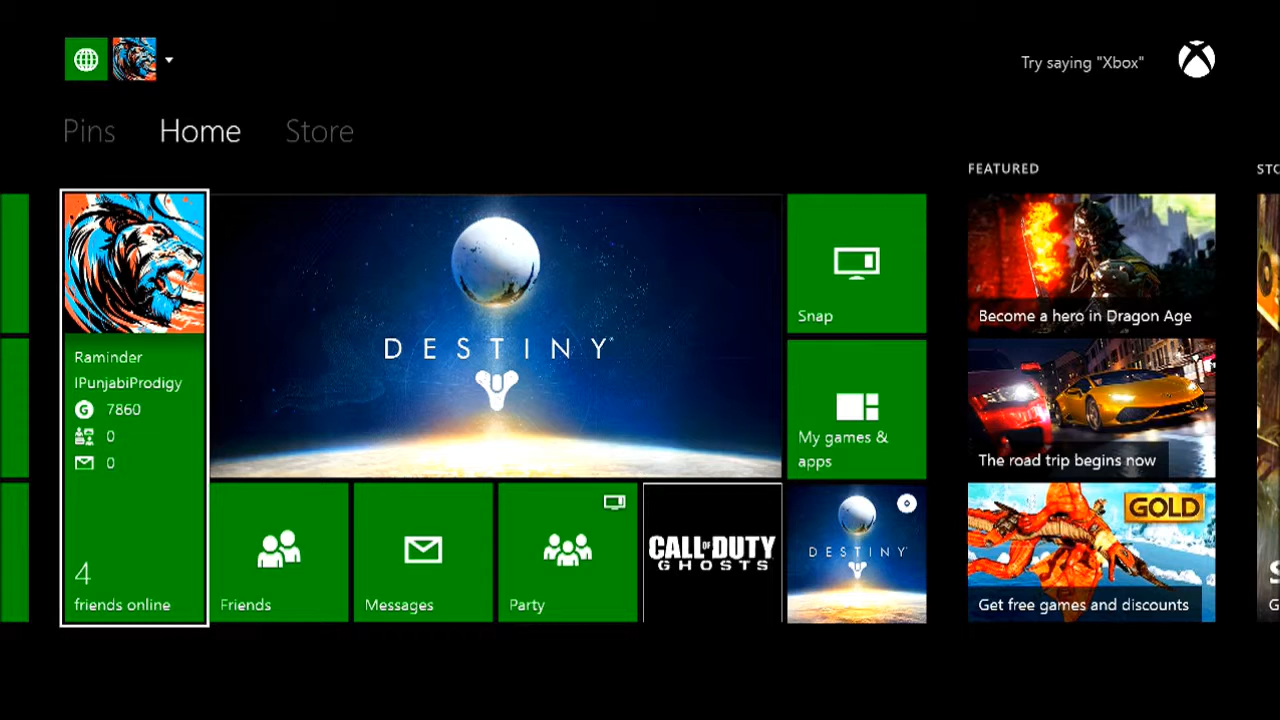 Try saying "Xbox"
Pins Home Store
FEATURED
STO
Raminder
IPunjabiProdigy
G 7860
0
0
4
friends online
DESTINY
Friends
Messages
Party
CALL OF DUTY
GHOSTS
Snap
My games &
apps
DESTINY
Become a hero in Dragon Age
The road trip begins now
GOLD
Get free games and discounts
S
G